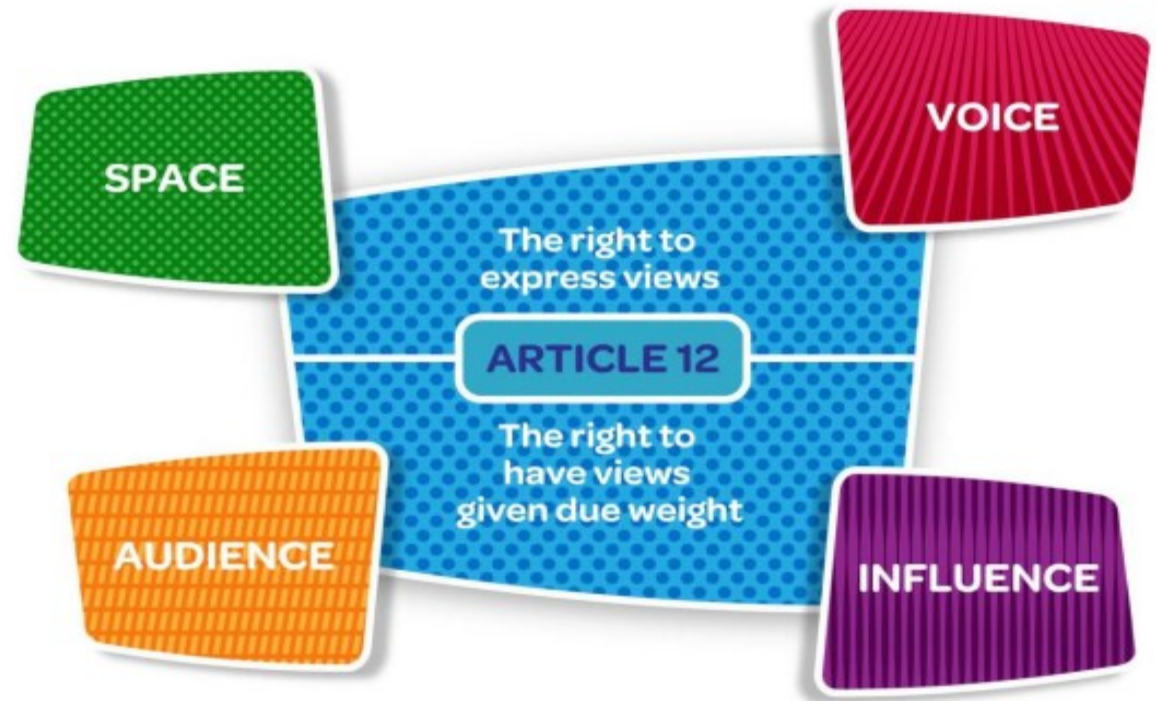 SPACE
VOICE
The right to
express views
ARTICLE 12
The right to
have views
given due weight
AUDIENCE
INFLUENCE